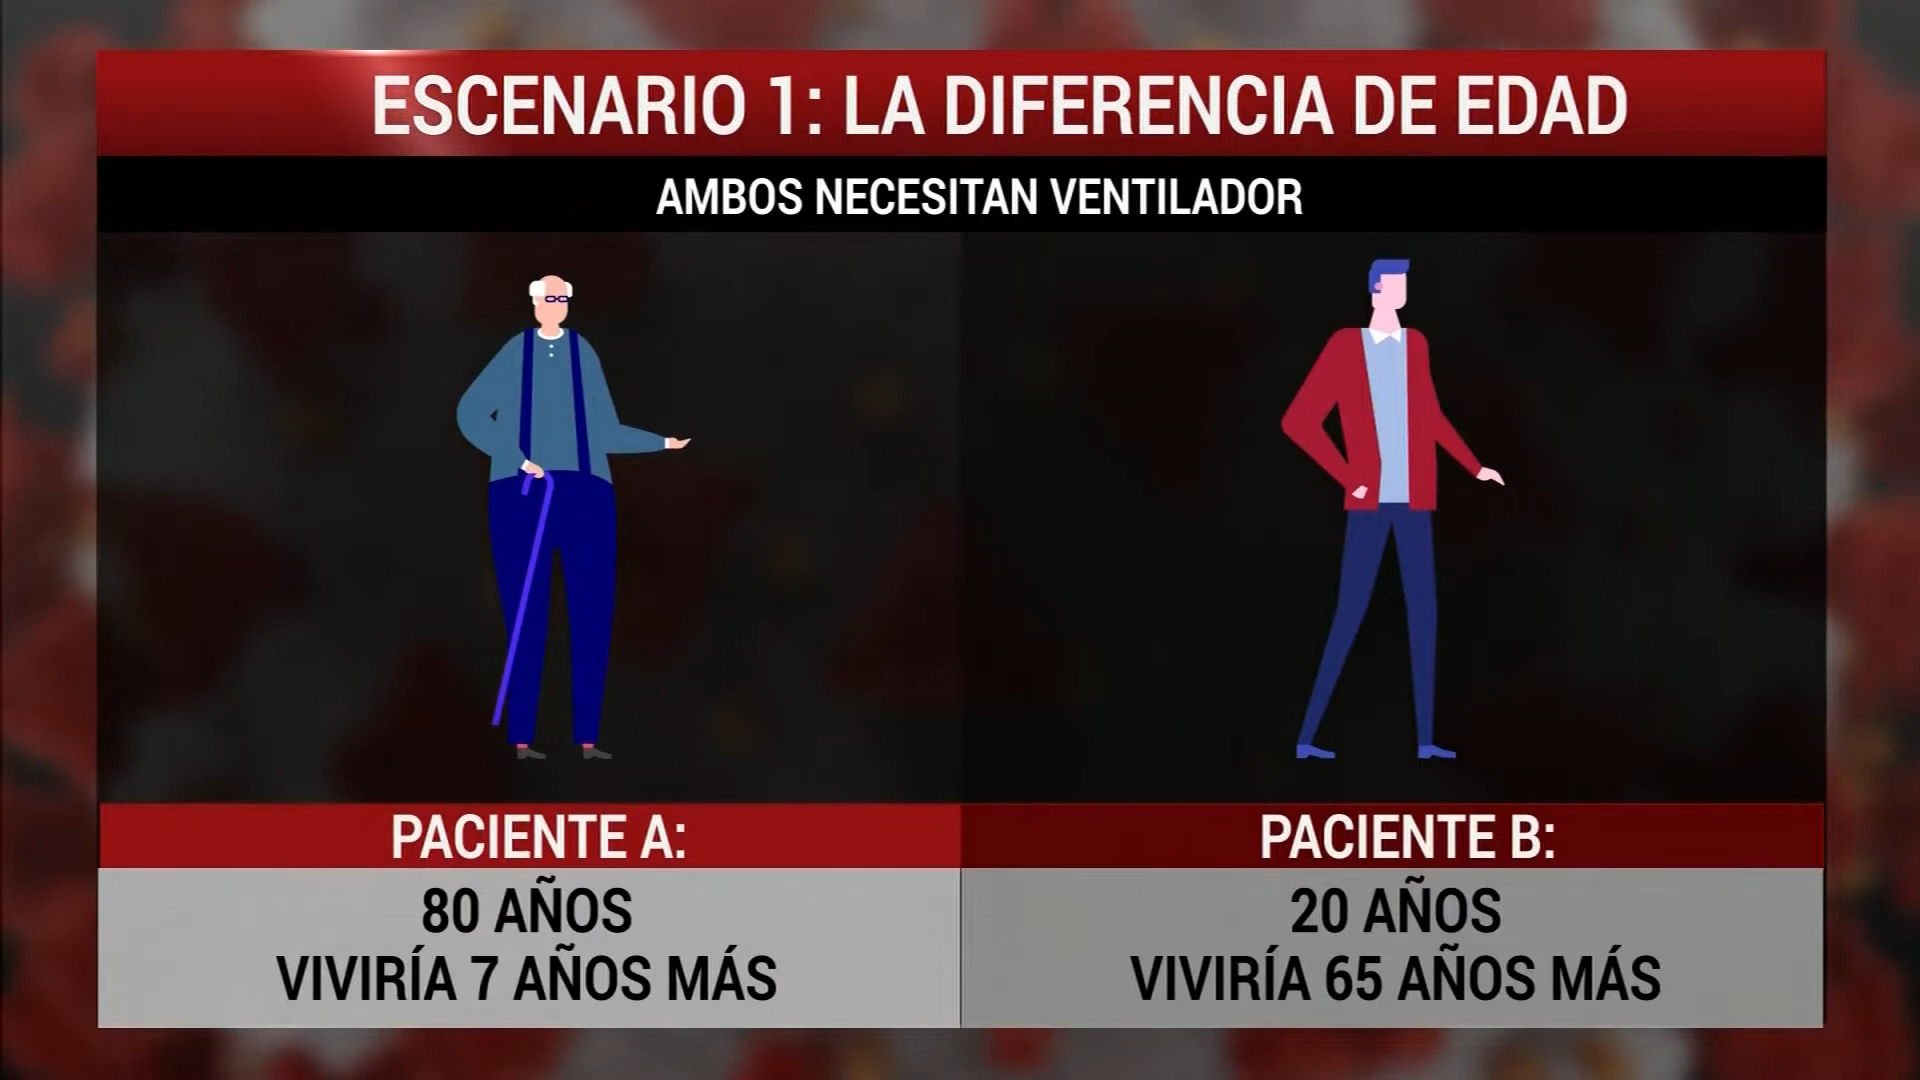 ESCENARIO 1: LA DIFERENCIA DE EDAD
AMBOS NECESITAN VENTILADOR
PACIENTE A:
80 AÑOS
VIVIRÍA 7 AÑOS MÁS
PACIENTE B:
20 AÑOS
VIVIRÍA 65 AÑOS MÁS